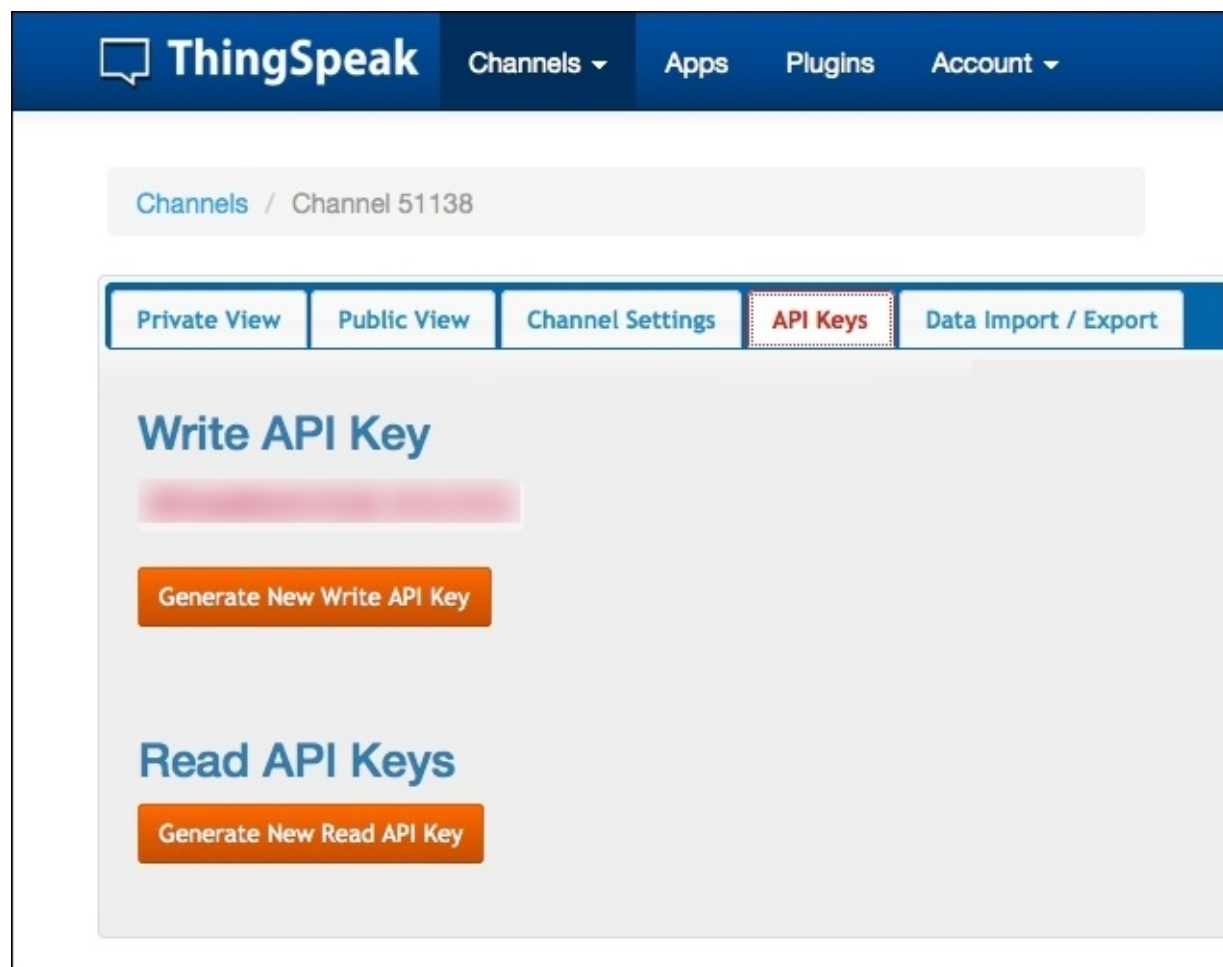 ThingSpeak Channels Apps Plugins Account
Channels / Channel 51138
Private View Public View Channel Settings API Keys Data Import / Export
Write API Key
Generate New Write API Key
Read API Keys
Generate New Read API Key